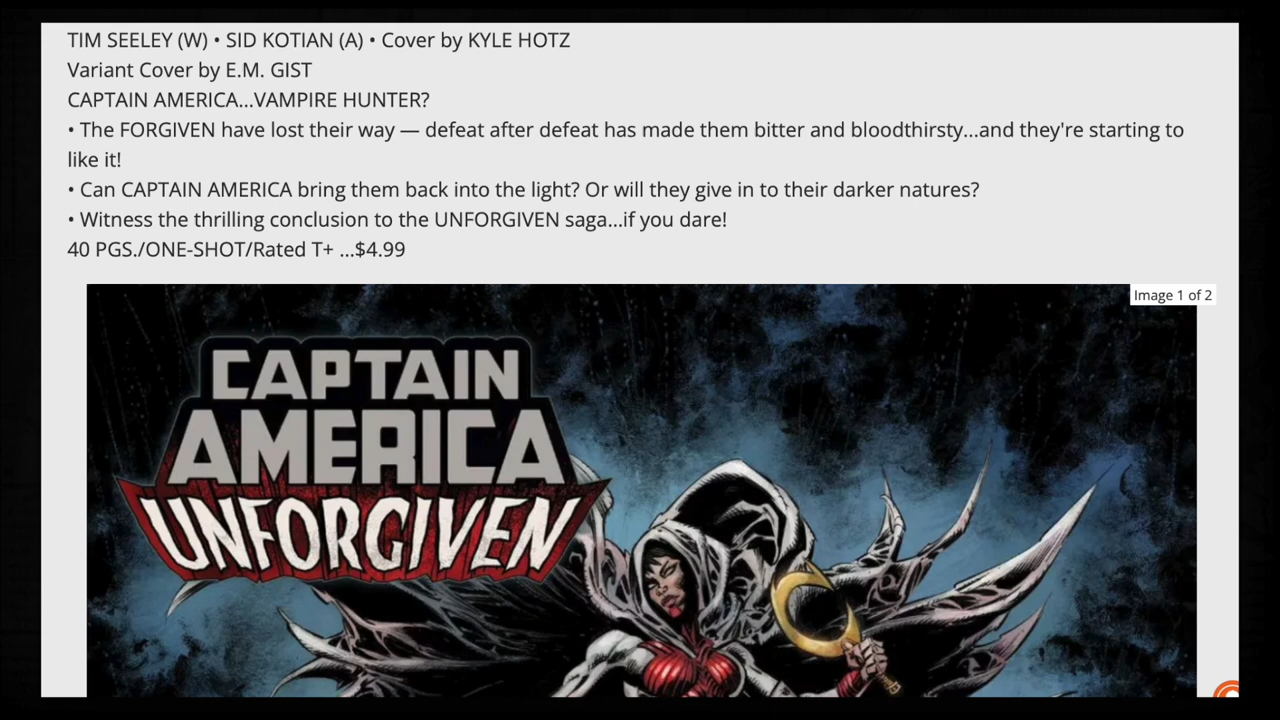 TIM SEELEY (W) • SID KOTIAN (A) • Cover by KYLE HOTZ
Variant Cover by E.M. GIST
CAPTAIN AMERICA...VAMPIRE HUNTER?
• The FORGIVEN have lost their way — defeat after defeat has made them bitter and bloodthirsty...and they're starting to
like it!
• Can CAPTAIN AMERICA bring them back into the light? Or will they give in to their darker natures?
• Witness the thrilling conclusion to the UNFORGIVEN saga...if you dare!
40 PGS./ONE-SHOT/Rated T+ ...$4.99
Image 1 of 2
CAPTAIN
AMERICA
UNFORGIVEN